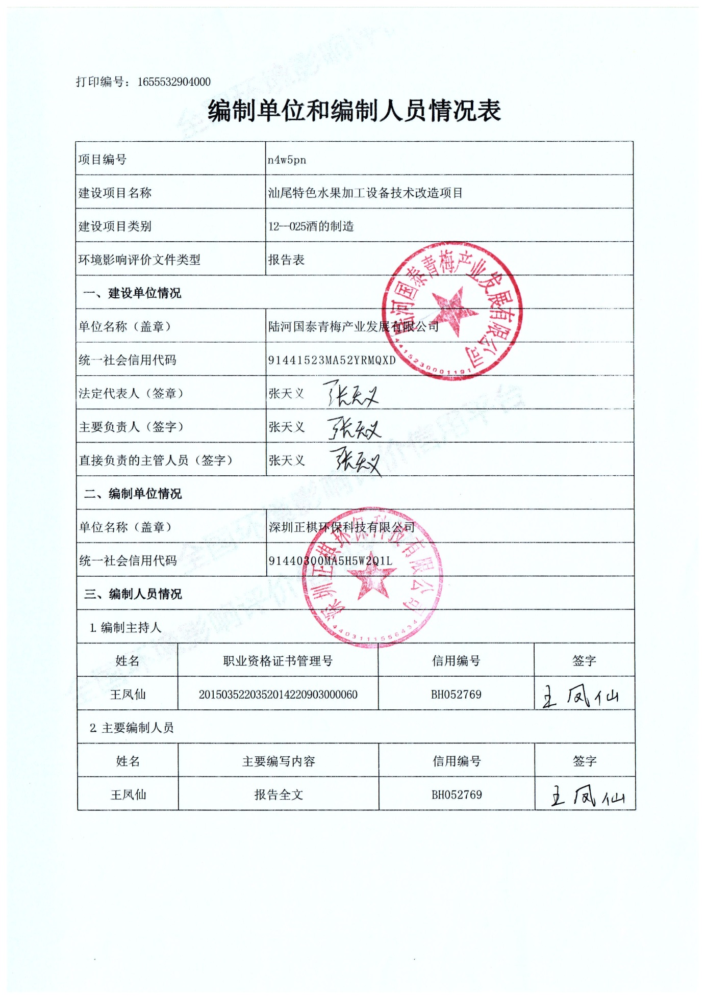 打印编号：1655532904000
编制单位和编制人员情况表
项目编号 n4w5pn
建设项目名称 汕尾特色水果加工设备技术改造项目
建设项目类别 12--025酒的制造
环境影响评价文件类型 报告表
一、建设单位情况
单位名称（盖章） 陆河国泰青梅产业发展有限公司
统一社会信用代码 91441523MA52YRMQXD
陆河国泰青梅产业发展有限公司
4415230001191
法定代表人（签章） 张天义 张天义
主要负责人（签字） 张天义 张天义
直接负责的主管人员（签字） 张天义 张天义
二、编制单位情况
单位名称（盖章） 深圳正棋环保科技有限公司
统一社会信用代码 91440300MA5H5W2Q1L
深圳正棋环保科技有限公司
4403111556434
三、编制人员情况
1. 编制主持人
姓名 职业资格证书管理号 信用编号 签字
王凤仙 2015035220352014220903000060 BH052769 王凤仙
2. 主要编制人员
姓名 主要编写内容 信用编号 签字
王凤仙 报告全文 BH052769 王凤仙